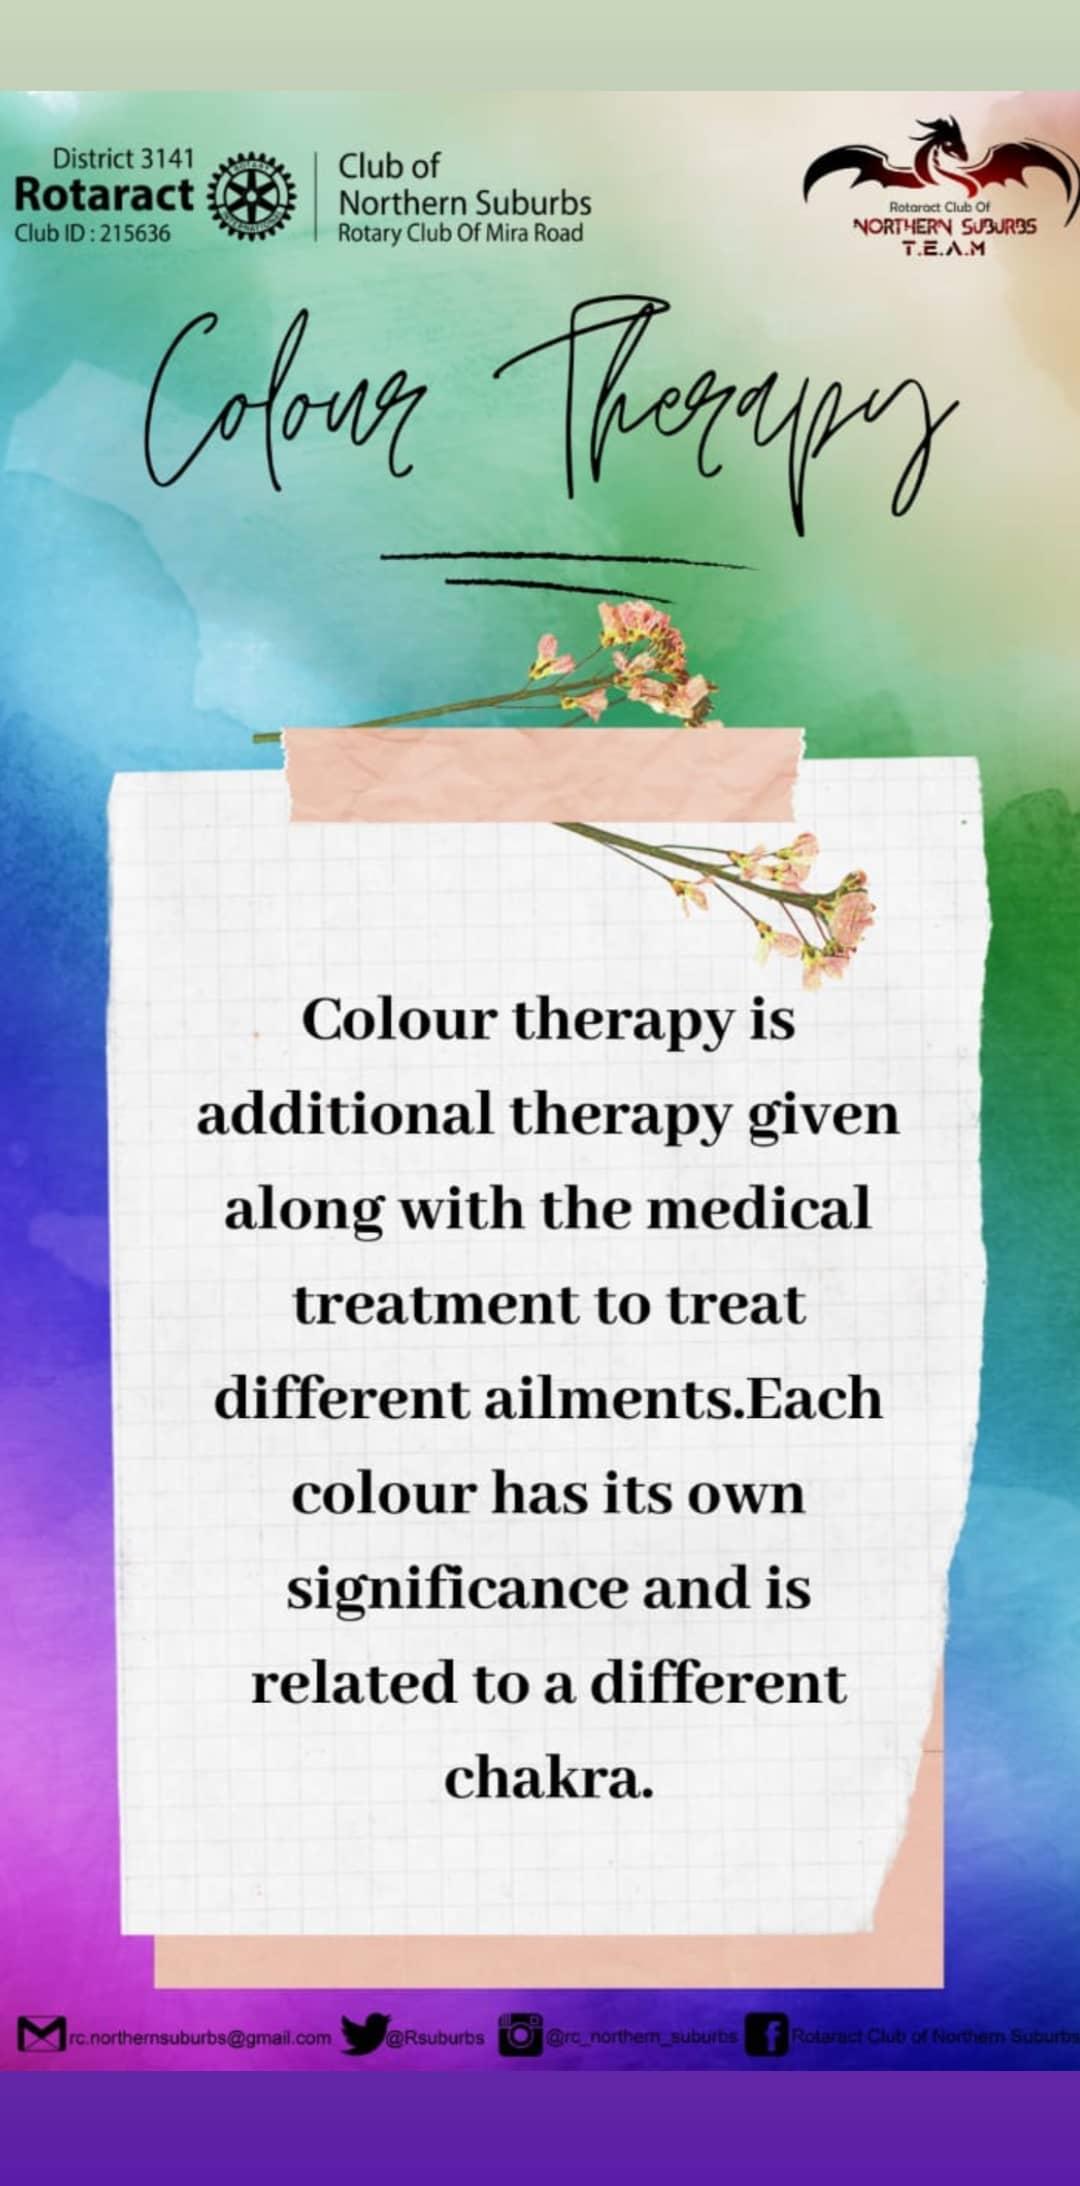 District 3141
Rotaract
Club ID : 215636
Club of
Northern Suburbs
Rotary Club Of Mira Road
Rotaract Club Of
NORTHERN SUBURBS
T.E.A.M
Colour Therapy
Colour therapy is
additional therapy given
along with the medical
treatment to treat
different ailments.Each
colour has its own
significance and is
related to a different
chakra.
rc.northernsuburbs@gmail.com @Rsuburbs @rc_northern_suburbs Rotaract Club of Northern Suburbs